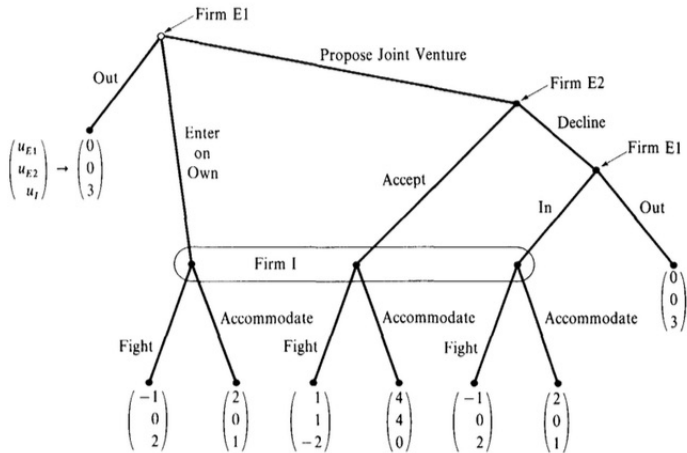 Firm E1
Propose Joint Venture
Firm E2
Out
Decline
Firm E1
Enter
on
Own
Accept
In
Out
(u_E1
u_E2
u_I) → (0
0
3)
Firm I
(0
0
3)
Fight Accommodate Fight Accommodate Fight Accommodate
(−1
0
2)
(2
0
1)
(1
1
−2)
(4
4
0)
(−1
0
2)
(2
0
1)